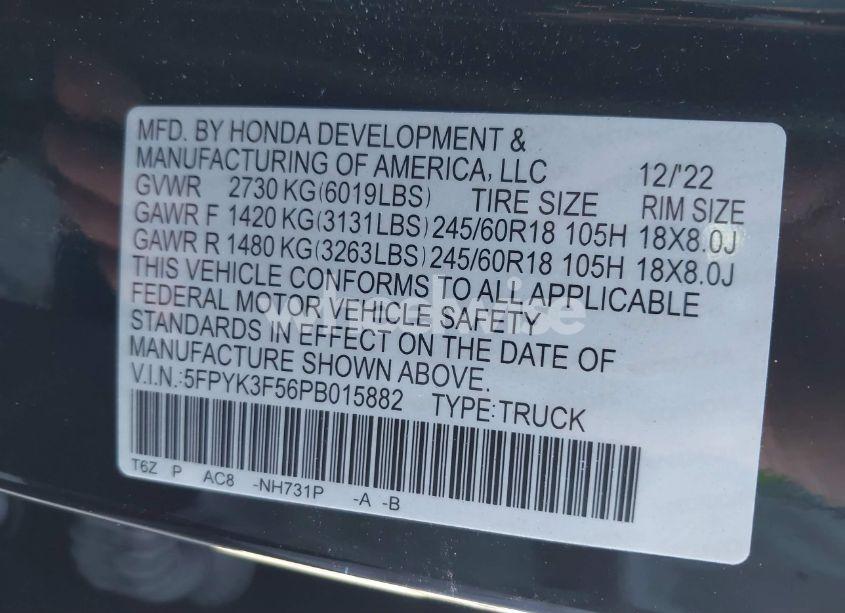 MFD. BY HONDA DEVELOPMENT &
MANUFACTURING OF AMERICA, LLC 12/'22
GVWR 2730 KG(6019LBS) TIRE SIZE RIM SIZE
GAWR F 1420 KG(3131LBS) 245/60R18 105H 18X8.0J
GAWR R 1480 KG(3263LBS) 245/60R18 105H 18X8.0J
THIS VEHICLE CONFORMS TO ALL APPLICABLE
FEDERAL MOTOR VEHICLE SAFETY
STANDARDS IN EFFECT ON THE DATE OF
MANUFACTURE SHOWN ABOVE.
V.I.N.:5FPYK3F56PB015882 TYPE:TRUCK
T6Z P AC8 -NH731P -A -B
wheelwise